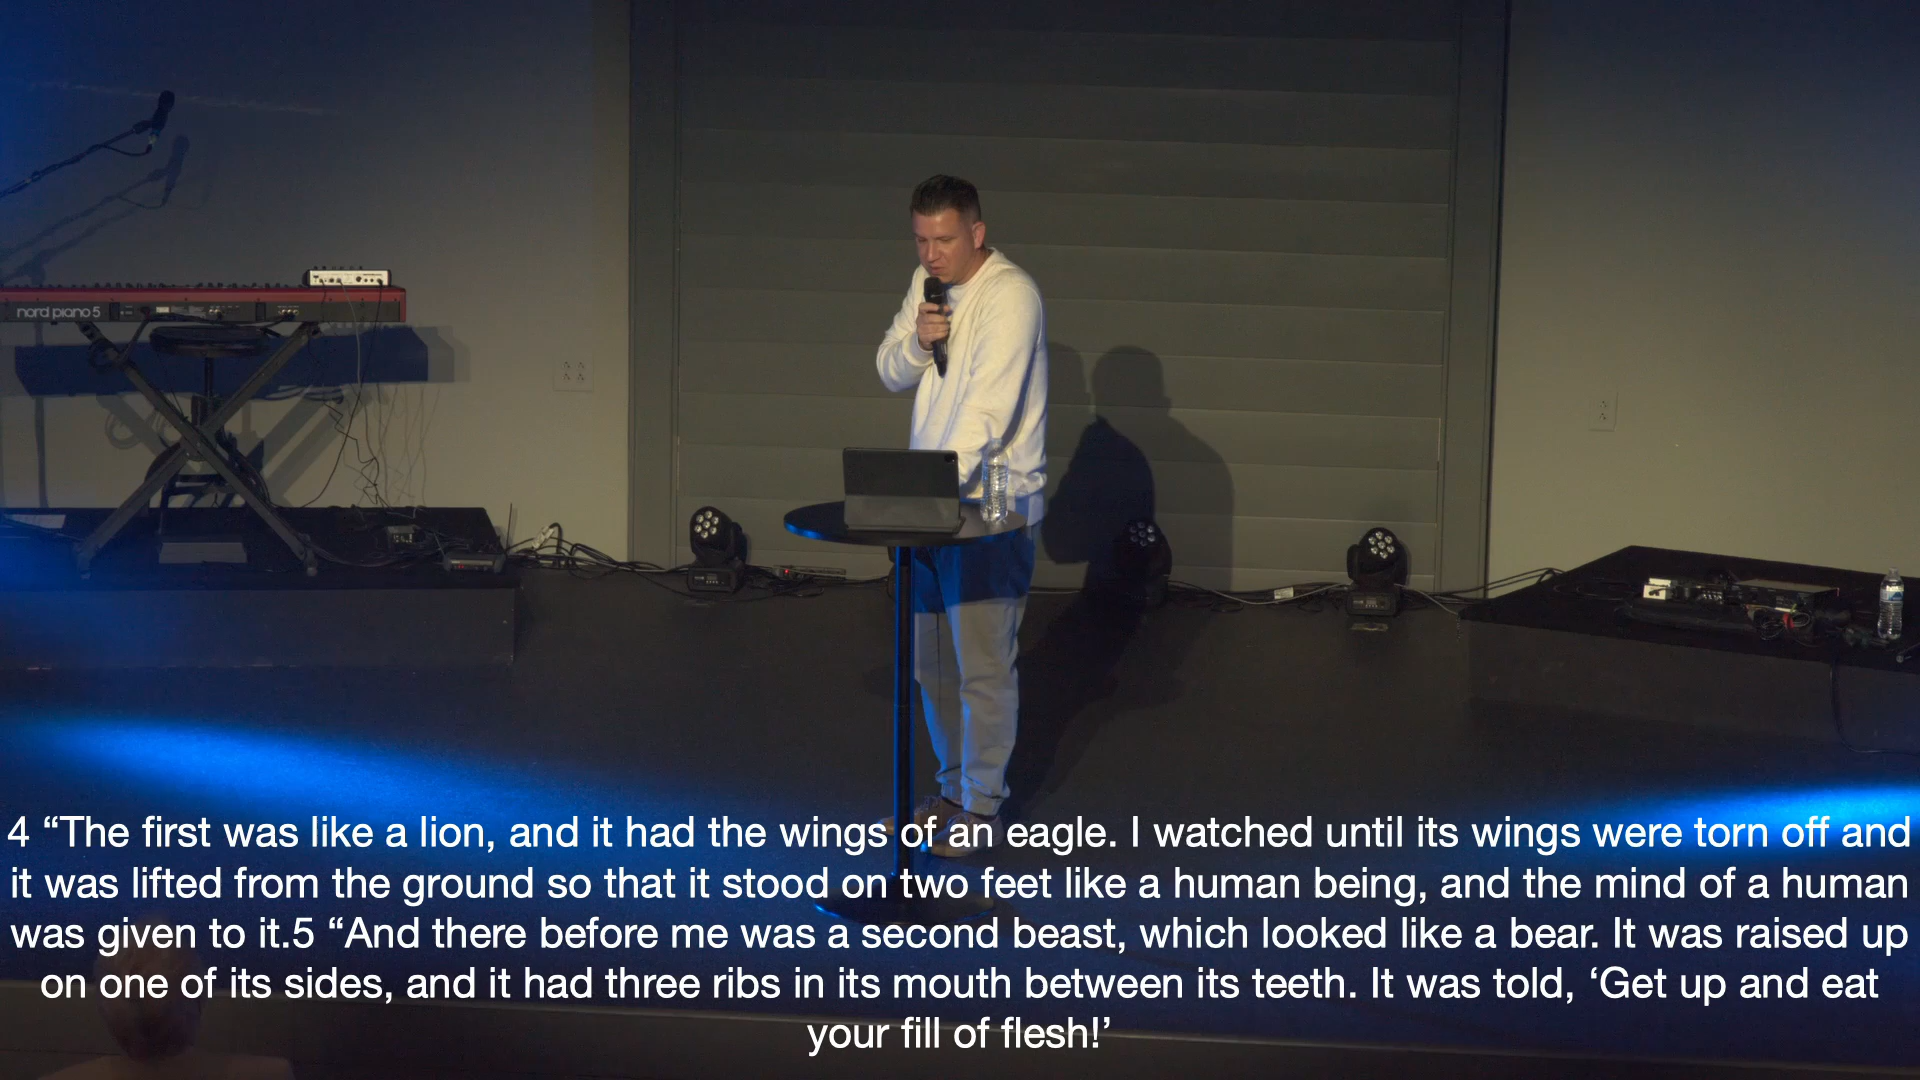 nord piano 5
4 “The first was like a lion, and it had the wings of an eagle. I watched until its wings were torn off and
it was lifted from the ground so that it stood on two feet like a human being, and the mind of a human
was given to it.5 “And there before me was a second beast, which looked like a bear. It was raised up
on one of its sides, and it had three ribs in its mouth between its teeth. It was told, ‘Get up and eat
your fill of flesh!’